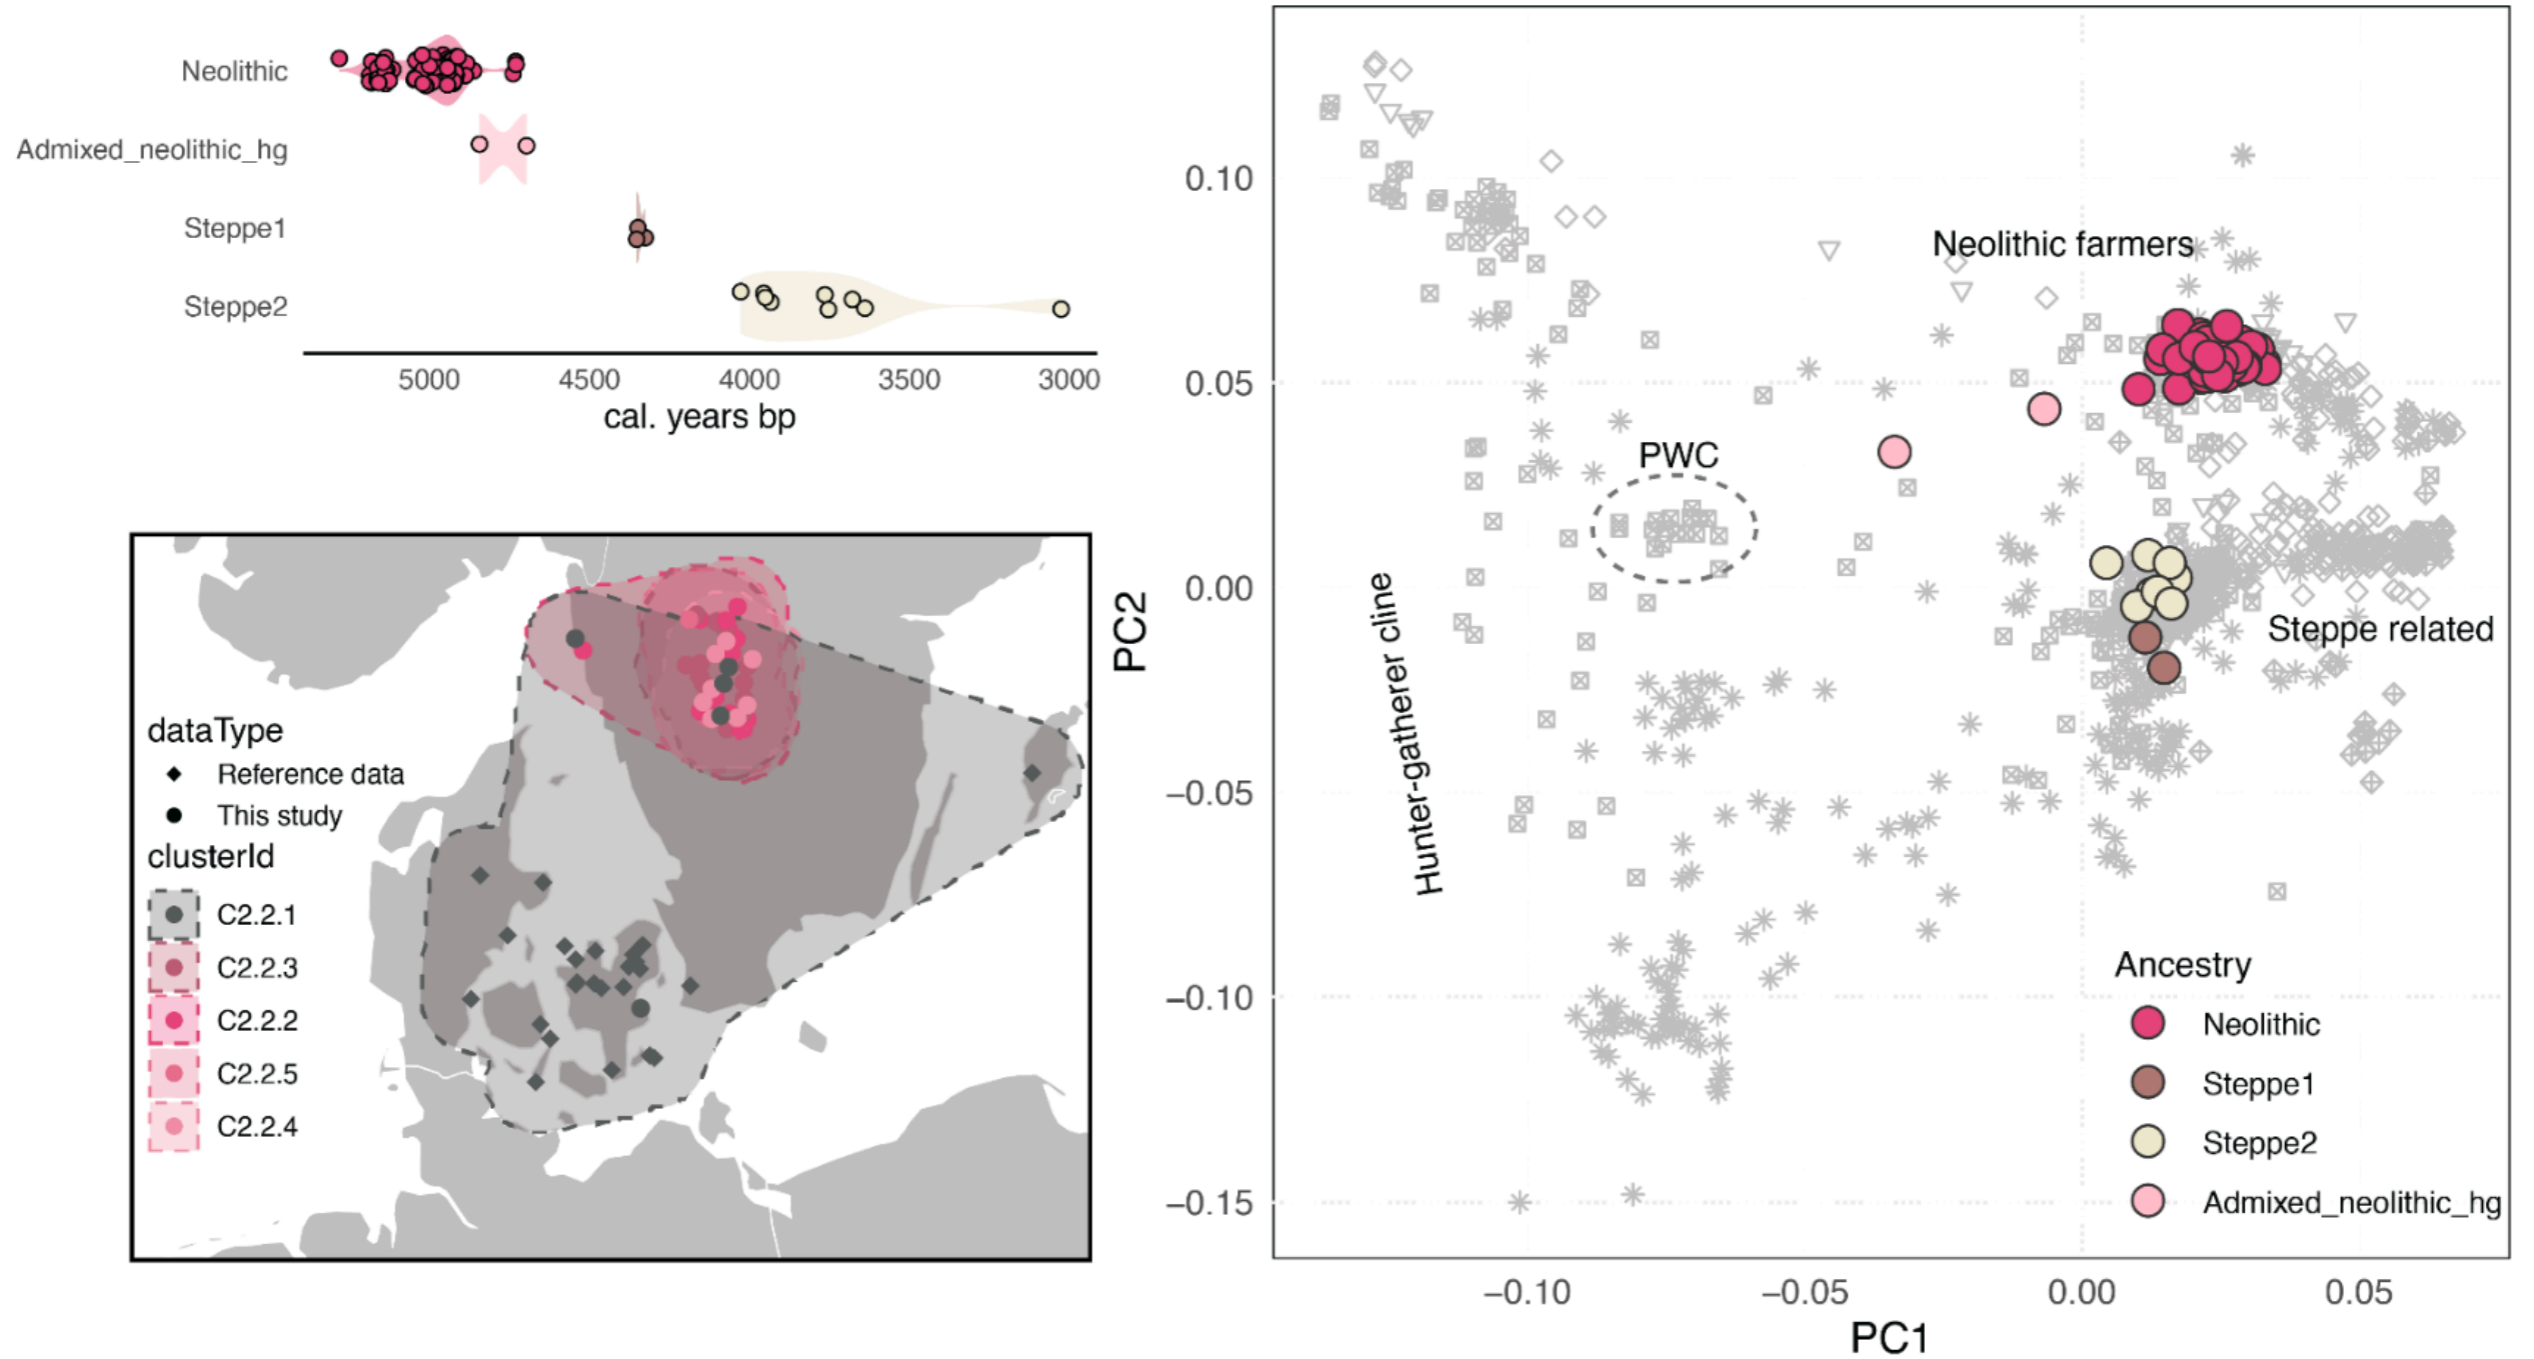 Neolithic
Admixed_neolithic_hg
Steppe1
Steppe2
5000 4500 4000 3500 3000
cal. years bp
dataType
Reference data
This study
clusterId
C2.2.1
C2.2.3
C2.2.2
C2.2.5
C2.2.4
PC2
0.10
0.05
0.00
−0.05
−0.10
−0.15
Neolithic farmers
PWC
Hunter-gatherer cline
Steppe related
Ancestry
Neolithic
Steppe1
Steppe2
Admixed_neolithic_hg
−0.10 −0.05 0.00 0.05
PC1